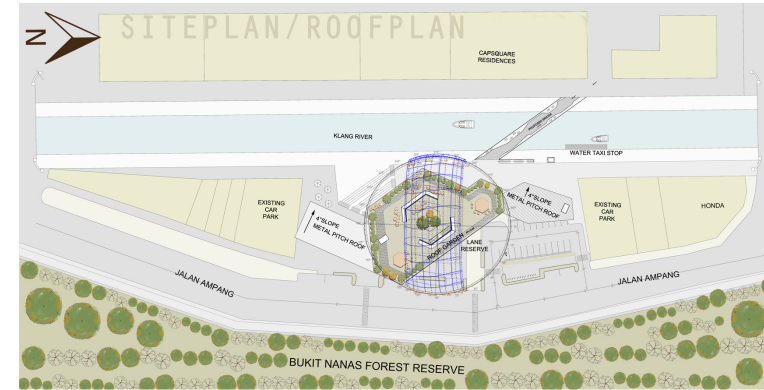 SITEPLAN/ROOFPLAN
N
CAPSQUARE
RESIDENCES
KLANG RIVER
WATER TAXI STOP
EXISTING
CAR
PARK
4°SLOPE
METAL PITCH ROOF
4°SLOPE
METAL PITCH ROOF
ROOF GARDEN
LANE
RESERVE
EXISTING
CAR
PARK
HONDA
JALAN AMPANG
JALAN AMPANG
BUKIT NANAS FOREST RESERVE